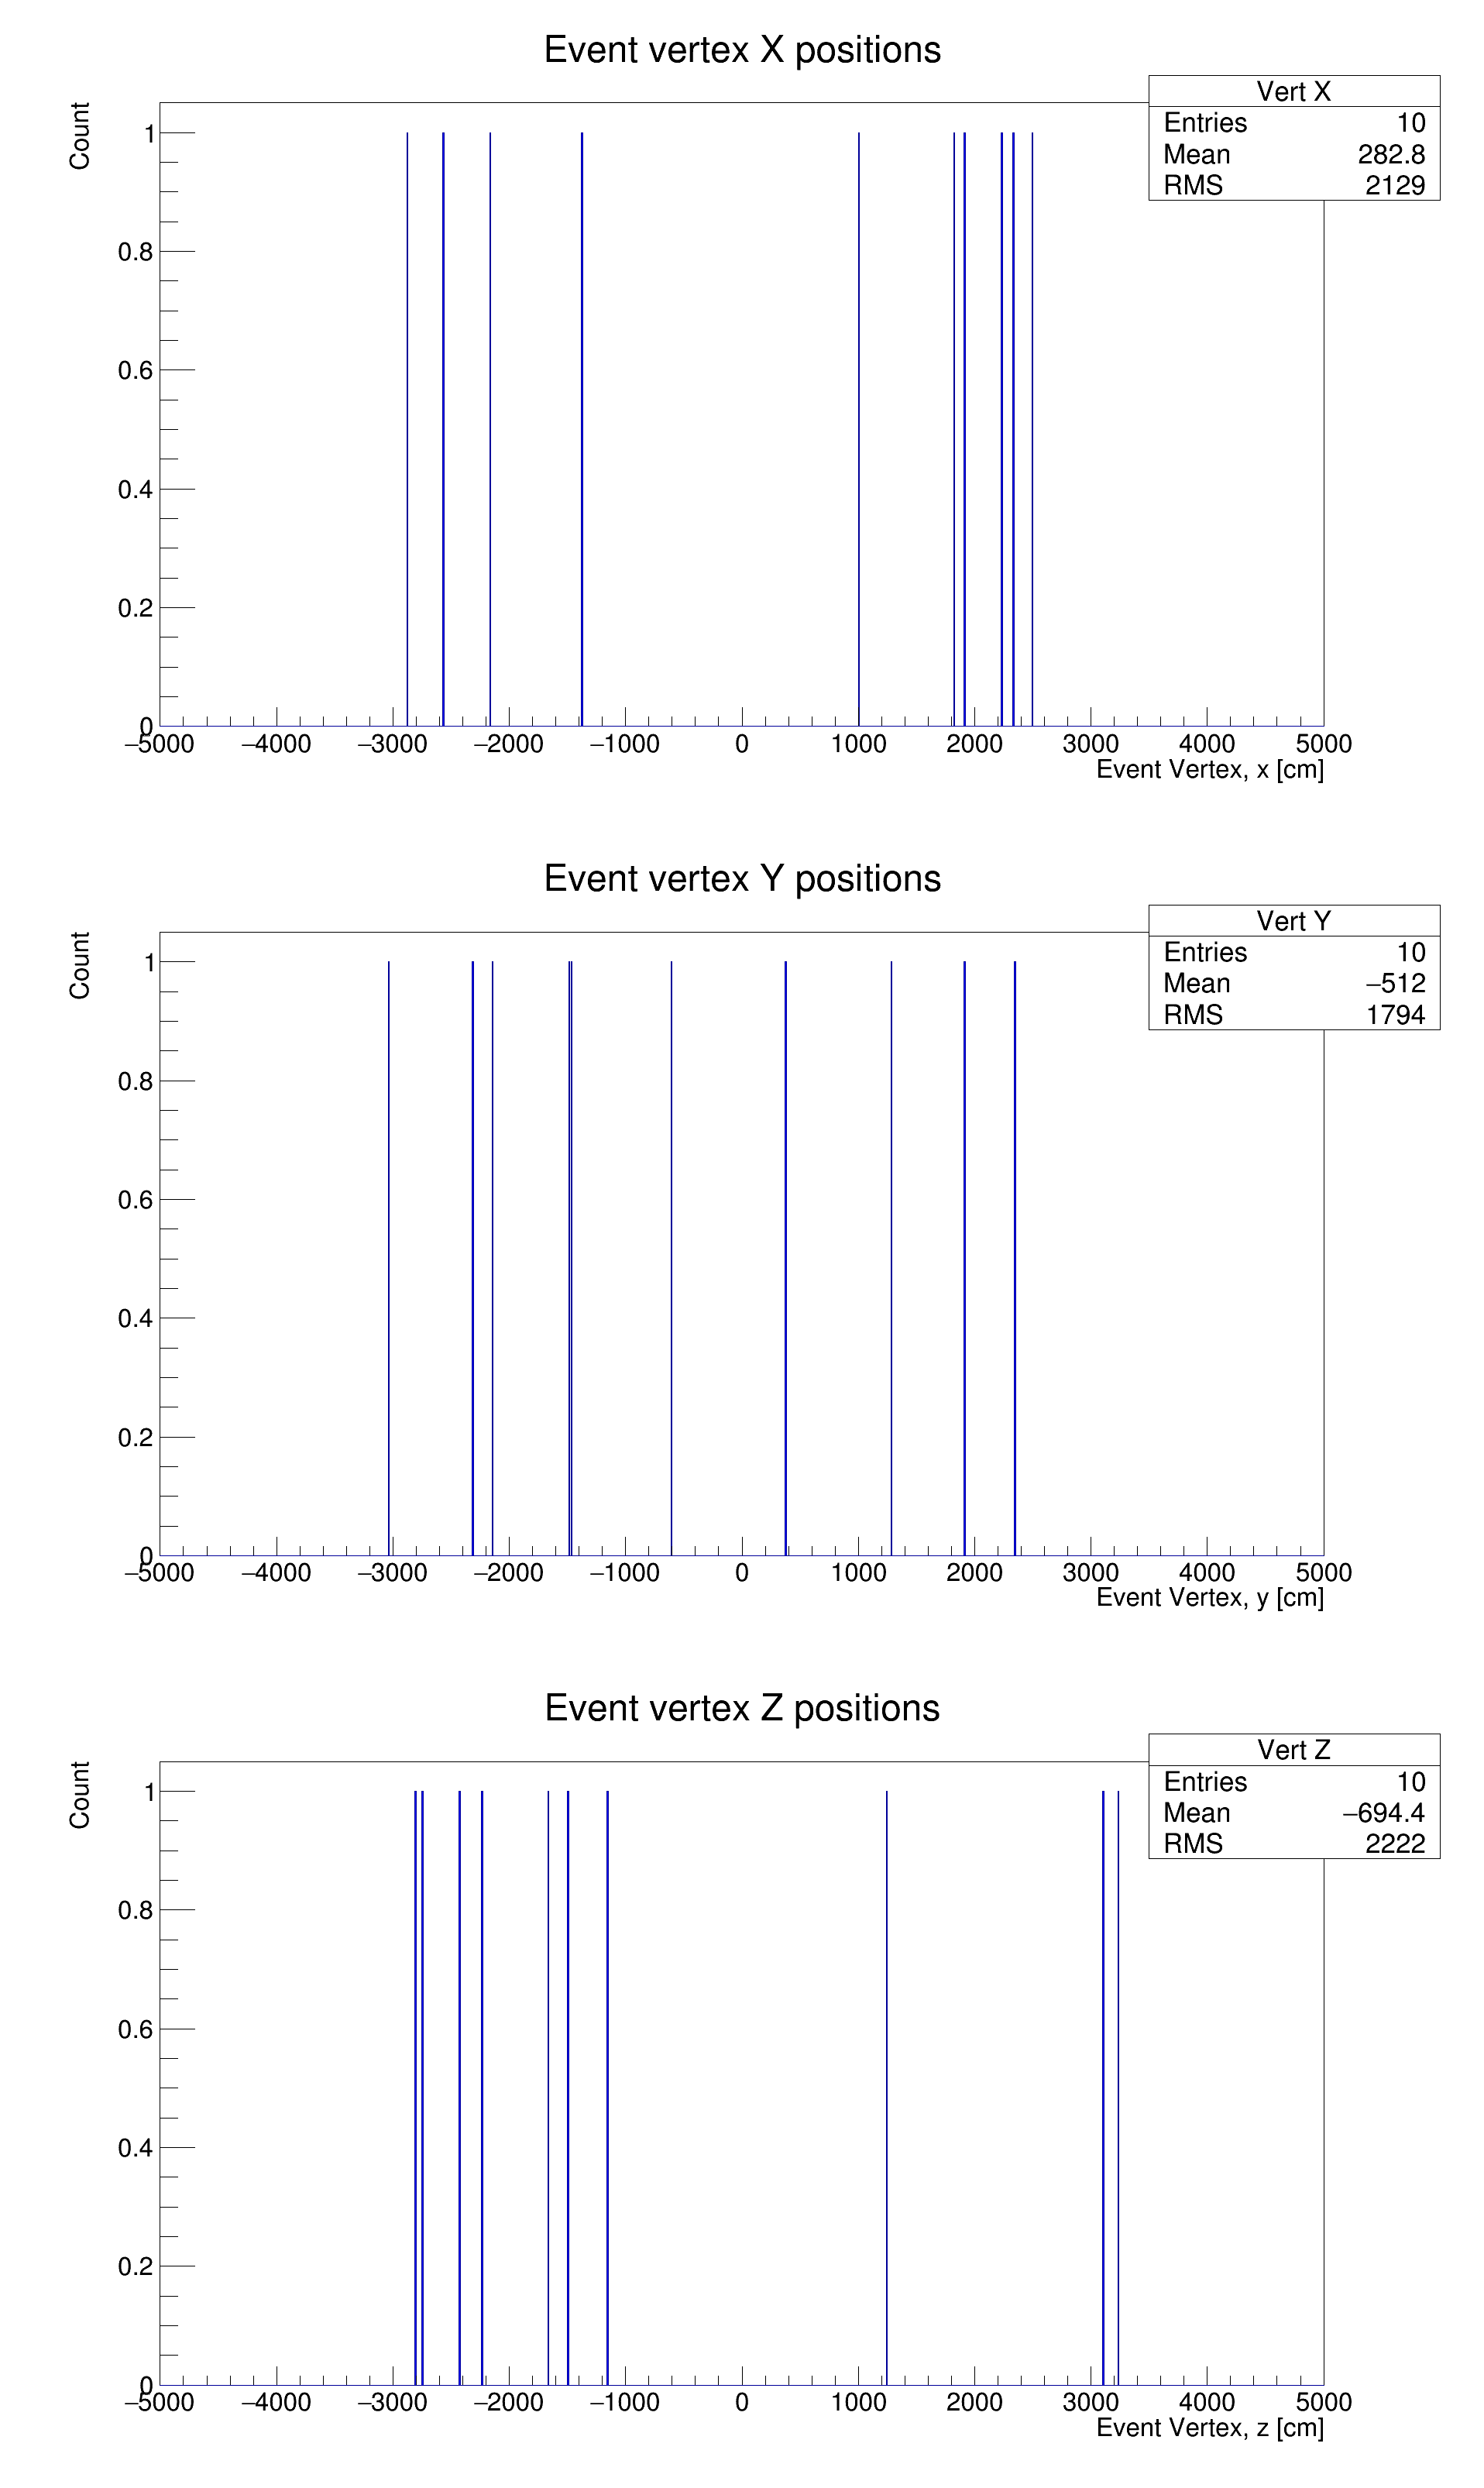 Event vertex X positions
Count
Vert X
Entries 10
Mean 282.8
RMS 2129
1
0.8
0.6
0.4
0.2
0
−5000 −4000 −3000 −2000 −1000 0 1000 2000 3000 4000 5000
Event Vertex, x [cm]
Event vertex Y positions
Count
Vert Y
Entries 10
Mean −512
RMS 1794
1
0.8
0.6
0.4
0.2
0
−5000 −4000 −3000 −2000 −1000 0 1000 2000 3000 4000 5000
Event Vertex, y [cm]
Event vertex Z positions
Count
Vert Z
Entries 10
Mean −694.4
RMS 2222
1
0.8
0.6
0.4
0.2
0
−5000 −4000 −3000 −2000 −1000 0 1000 2000 3000 4000 5000
Event Vertex, z [cm]